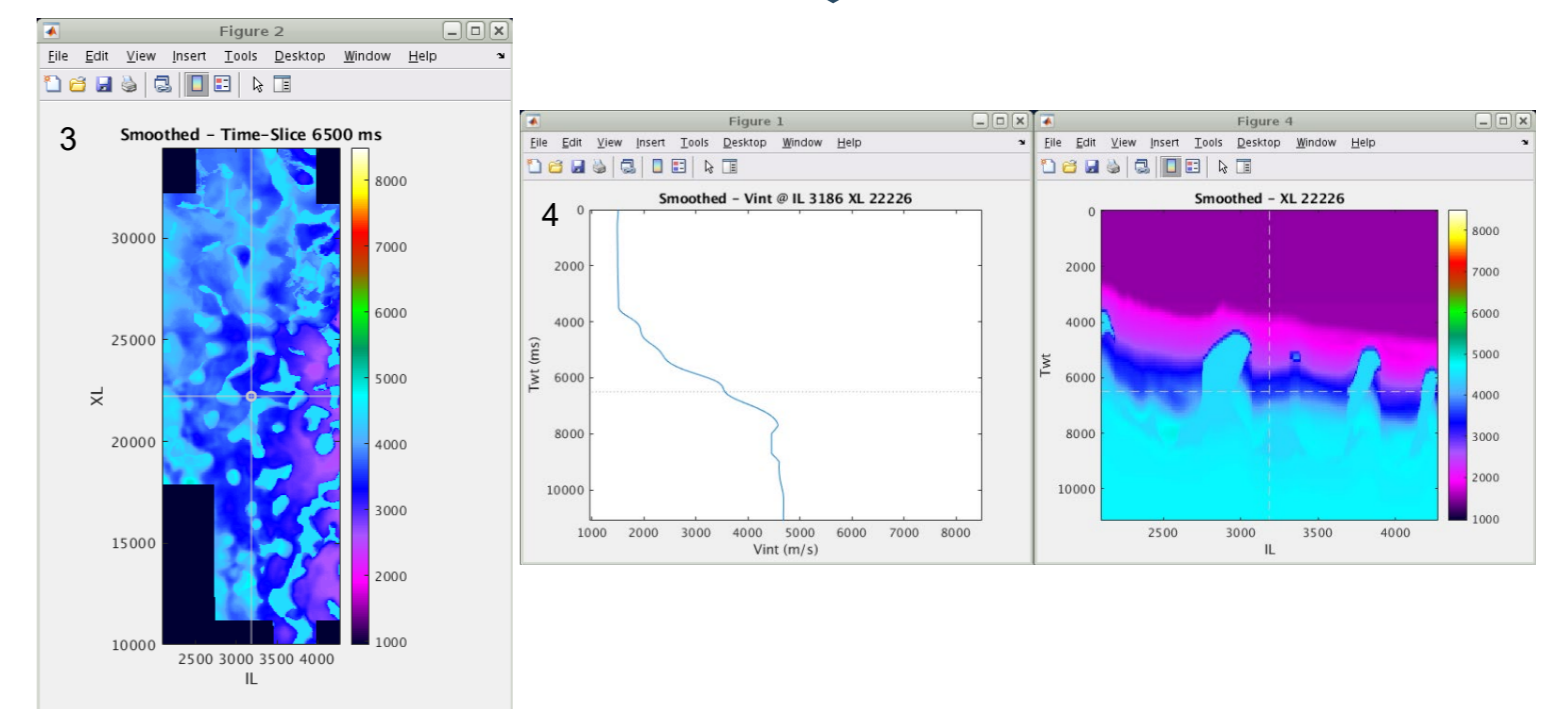 Figure 2
File Edit View Insert Tools Desktop Window Help
3
Smoothed - Time-Slice 6500 ms
XL
30000
25000
20000
15000
10000
2500 3000 3500 4000
IL
8000
7000
6000
5000
4000
3000
2000
1000
Figure 1
File Edit View Insert Tools Desktop Window Help
4
Smoothed - Vint @ IL 3186 XL 22226
Twt (ms)
0
2000
4000
6000
8000
10000
1000 2000 3000 4000 5000 6000 7000 8000
Vint (m/s)
Figure 4
File Edit View Insert Tools Desktop Window Help
Smoothed - XL 22226
Twt
0
2000
4000
6000
8000
10000
2500 3000 3500 4000
IL
8000
7000
6000
5000
4000
3000
2000
1000